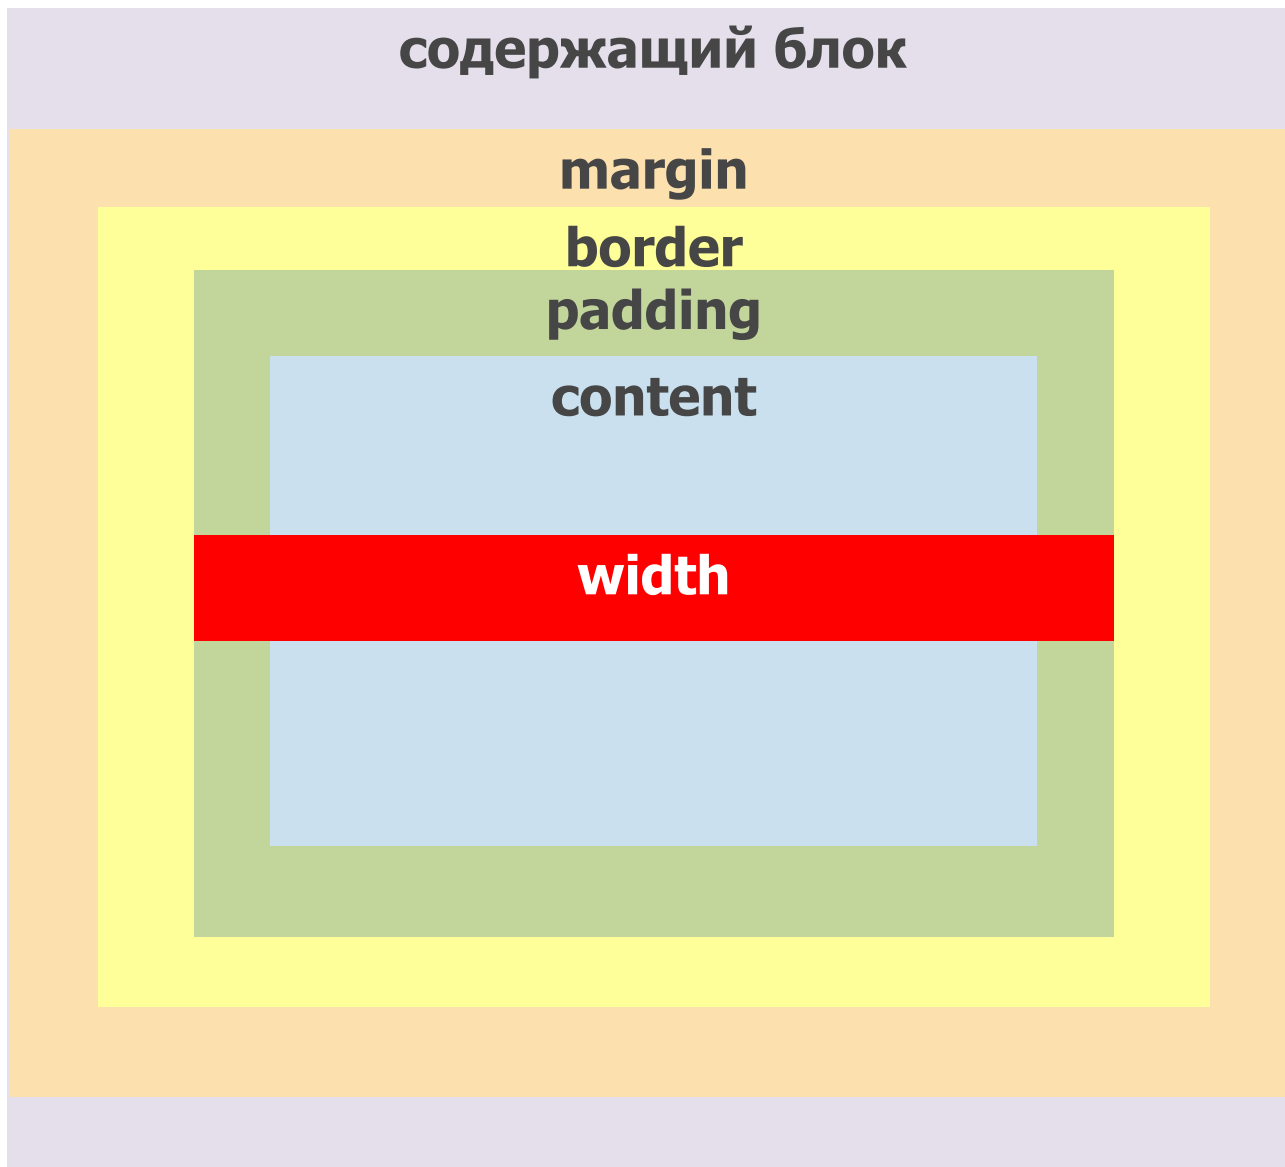 содержащий блок
margin
border
padding
content
width